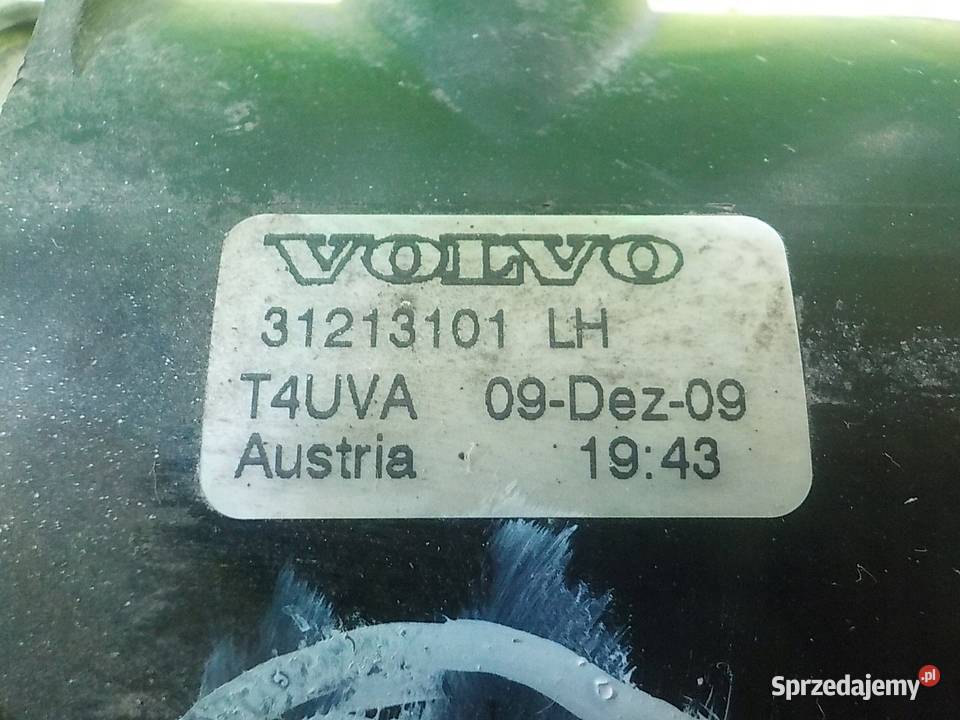 VOLVO
31213101 LH
T4UVA 09-Dez-09
Austria 19:43
Sprzedajemy.pl